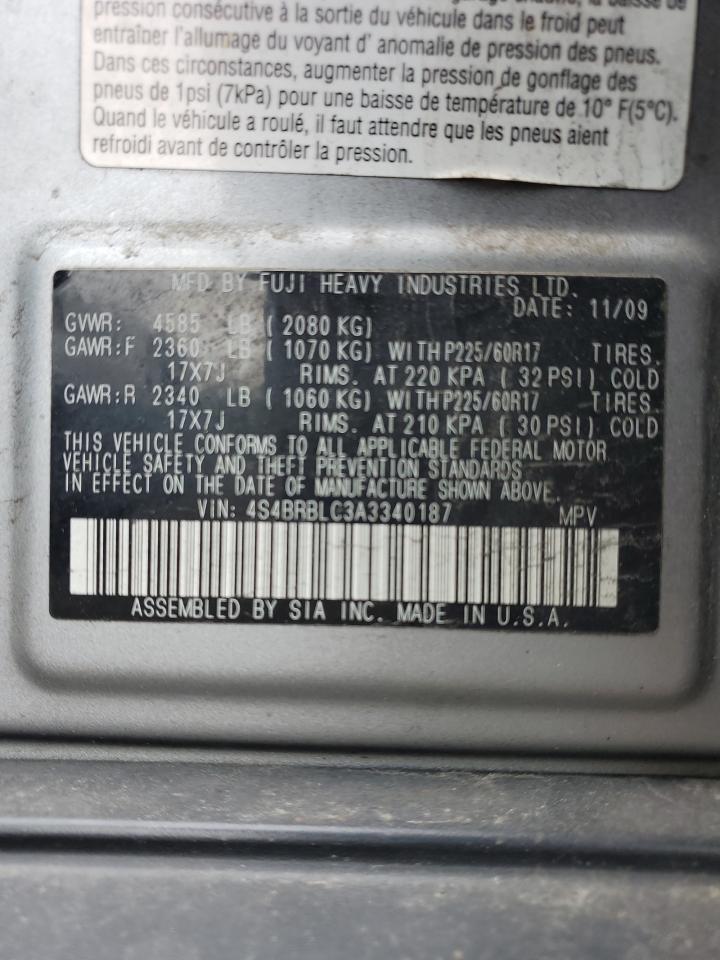 pression consécutive à la sortie du véhicule dans le froid peut
entraîner l'allumage du voyant d' anomalie de pression des pneus.
Dans ces circonstances, augmenter la pression de gonflage des
pneus de 1psi (7kPa) pour une baisse de température de 10° F(5°C).
Quand le véhicule a roulé, il faut attendre que les pneus aient
refroidi avant de contrôler la pression.
MFD BY FUJI HEAVY INDUSTRIES LTD.
DATE: 11/09
GVWR: 4585 LB ( 2080 KG)
GAWR:F 2360 LB ( 1070 KG) WITH P225/60R17 TIRES.
17X7J RIMS. AT 220 KPA ( 32 PSI) COLD
GAWR:R 2340 LB ( 1060 KG) WITH P225/60R17 TIRES.
17X7J RIMS. AT 210 KPA ( 30 PSI) COLD
THIS VEHICLE CONFORMS TO ALL APPLICABLE FEDERAL MOTOR
VEHICLE SAFETY AND THEFT PREVENTION STANDARDS
IN EFFECT ON THE DATE OF MANUFACTURE SHOWN ABOVE.
VIN: 4S4BRBLC3A3340187 MPV
ASSEMBLED BY SIA INC. MADE IN U.S.A.